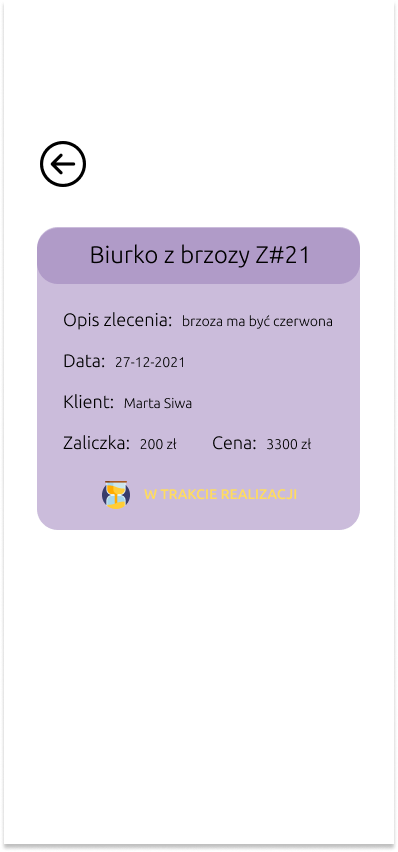 Biurko z brzozy Z#21
Opis zlecenia: brzoza ma być czerwona
Data: 27-12-2021
Klient: Marta Siwa
Zaliczka: 200 zł Cena: 3300 zł
W TRAKCIE REALIZACJI